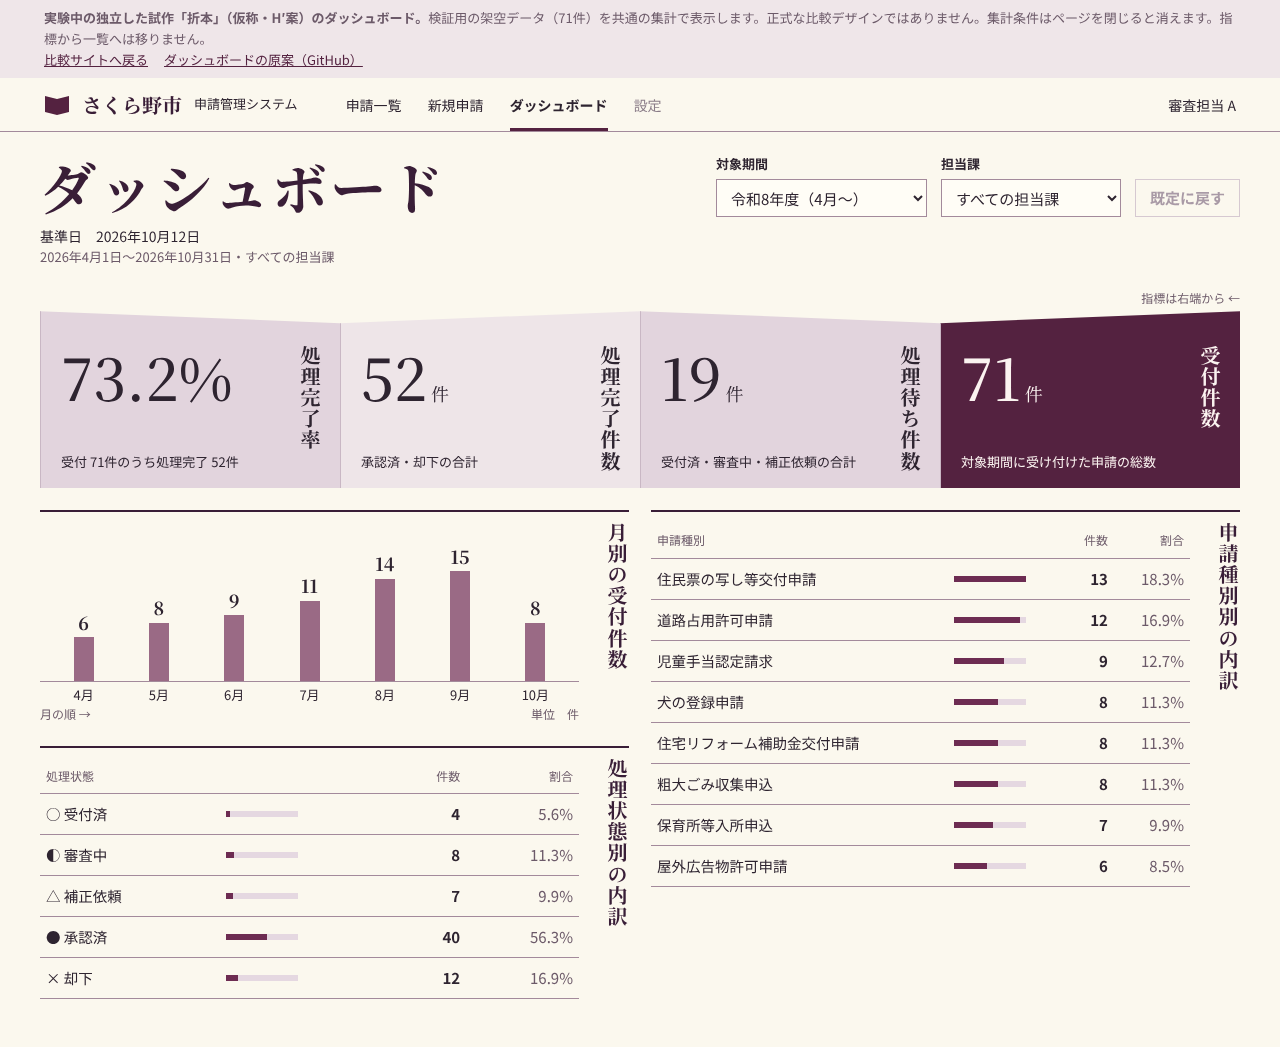 実験中の独立した試作「折本」（仮称・H′案）のダッシュボード。検証用の架空データ（71件）を共通の集計で表示します。正式な比較デザインではありません。集計条件はページを閉じると消えます。指
標から一覧へは移りません。
比較サイトへ戻る　ダッシュボードの原案（GitHub）
さくら野市 申請管理システム 申請一覧 新規申請 ダッシュボード 設定 審査担当 A
ダッシュボード
対象期間 担当課
令和8年度（4月〜） すべての担当課 既定に戻す
基準日　2026年10月12日
2026年4月1日〜2026年10月31日・すべての担当課
指標は右端から ←
受付件数
71 件
対象期間に受け付けた申請の総数
処理待ち件数
19 件
受付済・審査中・補正依頼の合計
処理完了件数
52 件
承認済・却下の合計
処理完了率
73.2%
受付 71件のうち処理完了 52件
申請種別別の内訳
申請種別 件数 割合
住民票の写し等交付申請 13 18.3%
道路占用許可申請 12 16.9%
児童手当認定請求 9 12.7%
犬の登録申請 8 11.3%
住宅リフォーム補助金交付申請 8 11.3%
粗大ごみ収集申込 8 11.3%
保育所等入所申込 7 9.9%
屋外広告物許可申請 6 8.5%
月別の受付件数
6 8 9 11 14 15 8
4月 5月 6月 7月 8月 9月 10月
月の順 → 単位　件
処理状態別の内訳
処理状態 件数 割合
○ 受付済 4 5.6%
◐ 審査中 8 11.3%
△ 補正依頼 7 9.9%
● 承認済 40 56.3%
× 却下 12 16.9%